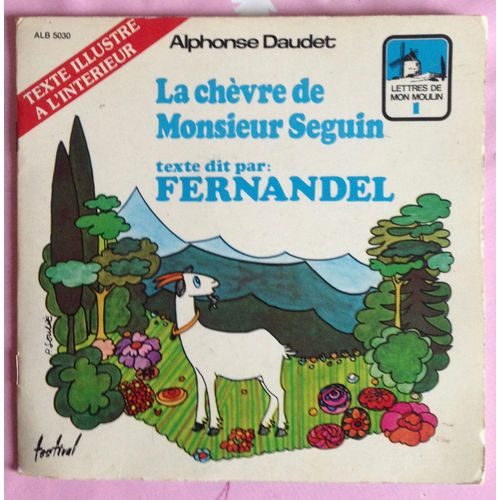 ALB 5030
TEXTE ILLUSTRE
A L'INTERIEUR
Alphonse Daudet
LETTRES DE
MON MOULIN
1
La chèvre de
Monsieur Seguin
texte dit par:
FERNANDEL
P. Soulié
festival